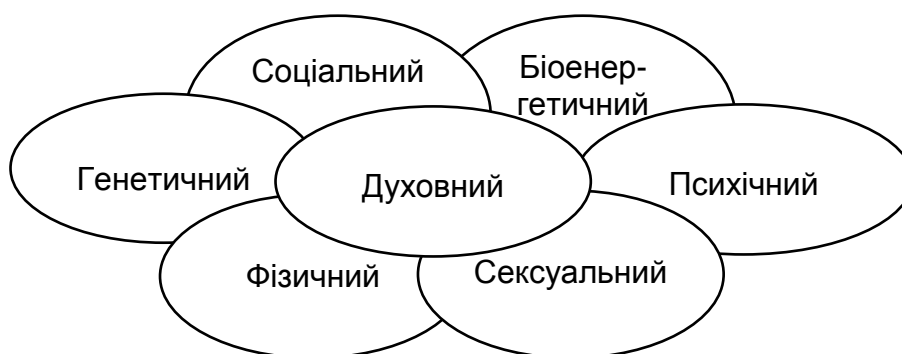 Соціальний
Біоенер-
гетичний
Генетичний
Духовний
Психічний
Фізичний
Сексуальний